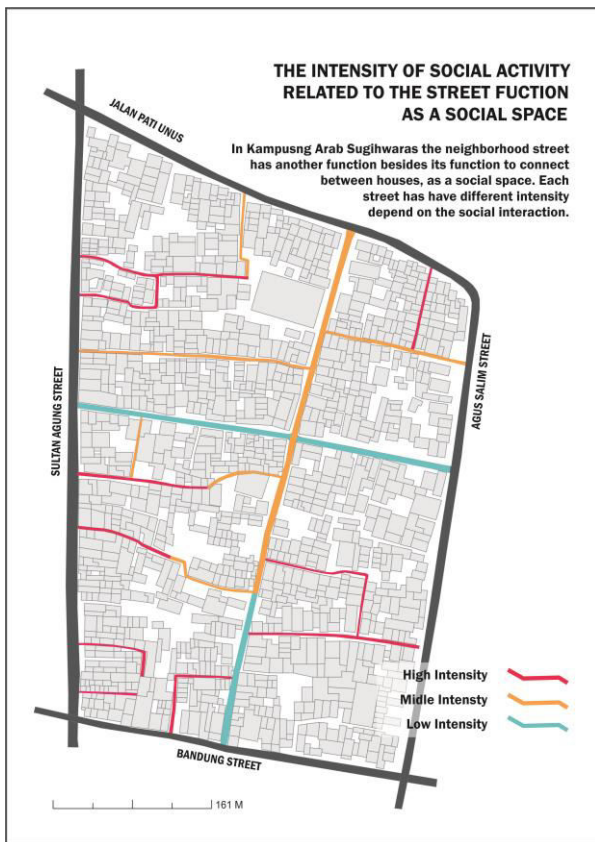 THE INTENSITY OF SOCIAL ACTIVITY
RELATED TO THE STREET FUCTION
AS A SOCIAL SPACE
In Kampusng Arab Sugihwaras the neighborhood street
has another function besides its function to connect
between houses, as a social space. Each
street has have different intensity
depend on the social interaction.
JALAN PATI UNUS
SULTAN AGUNG STREET
AGUS SALIM STREET
BANDUNG STREET
High Intensity
Midle Intensty
Low Intensity
161 M